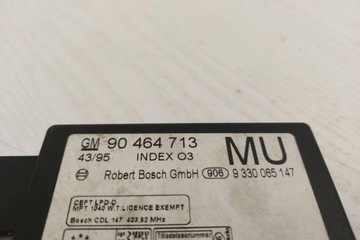 GM 90 464 713
43/95 INDEX 03 MU
Robert Bosch GmbH 906 9 330 065 147
CEPT LPD-D
MPT 1340 W.T.LICENCE EXEMPT
Bosch CDL 147 433,92 MHz
Tilladelsesnummer